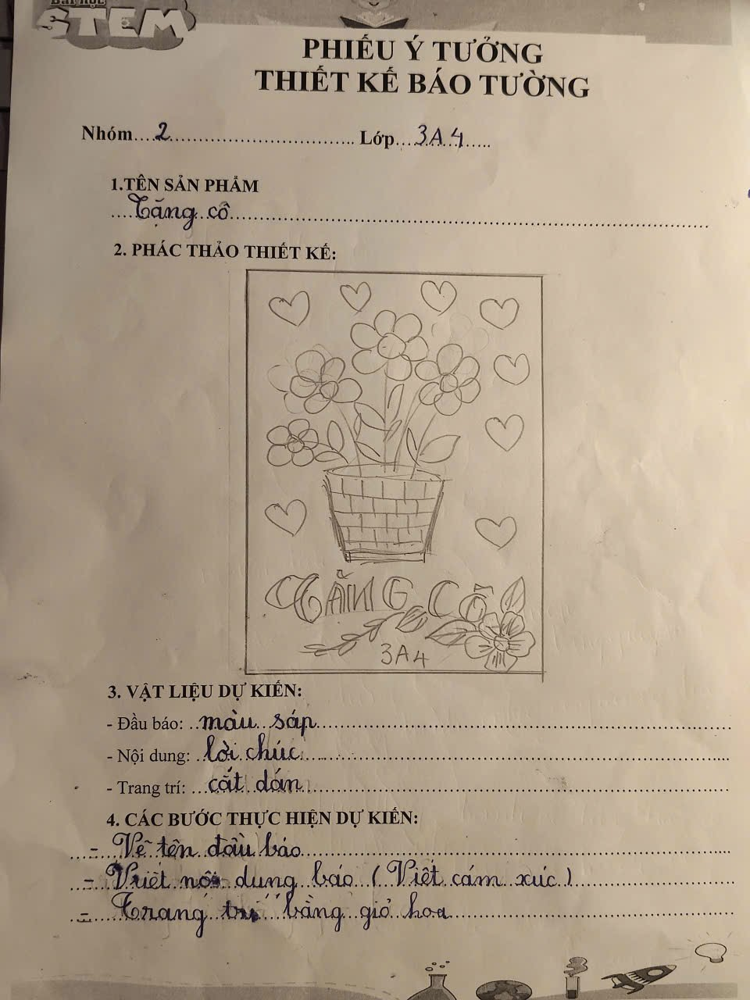 Bài học
STEM
PHIẾU Ý TƯỞNG
THIẾT KẾ BÁO TƯỜNG
Nhóm....2.................................. Lớp....3A4......
1.TÊN SẢN PHẨM
....Tặng cô....................................................
2. PHÁC THẢO THIẾT KẾ:
TẶNG CÔ
3A4
3. VẬT LIỆU DỰ KIẾN:
- Đầu báo: ..màu sáp....................................................
- Nội dung: ..lời chúc....................................................
- Trang trí: ...cắt dán....................................................
4. CÁC BƯỚC THỰC HIỆN DỰ KIẾN:
- Vẽ tên đầu báo....................................................
- Viết nội dung báo (Viết cảm xúc)..............................
- Trang trí bằng giỏ hoa..............................................